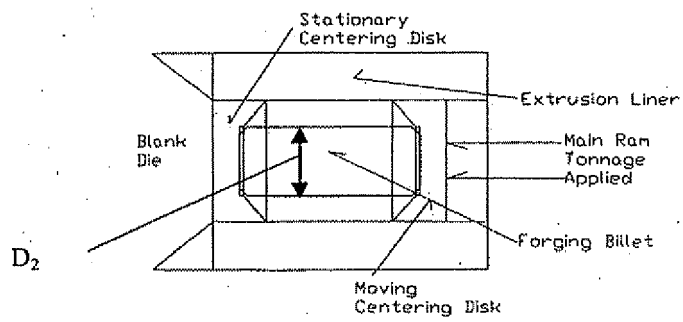 Stationary
Centering Disk
Extrusion Liner
Blank
Die
Main Ram
Tonnage
Applied
D2
Forging Billet
Moving
Centering Disk